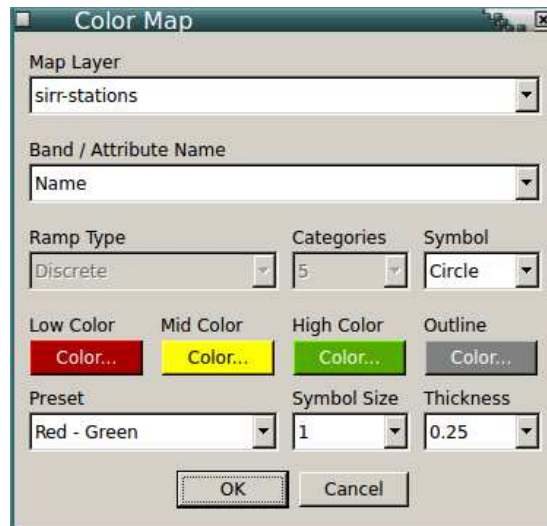 Color Map
Map Layer
sirr-stations
Band / Attribute Name
Name
Ramp Type Categories Symbol
Discrete 5 Circle
Low Color Mid Color High Color Outline
Color... Color... Color... Color...
Preset Symbol Size Thickness
Red - Green 1 0.25
OK Cancel